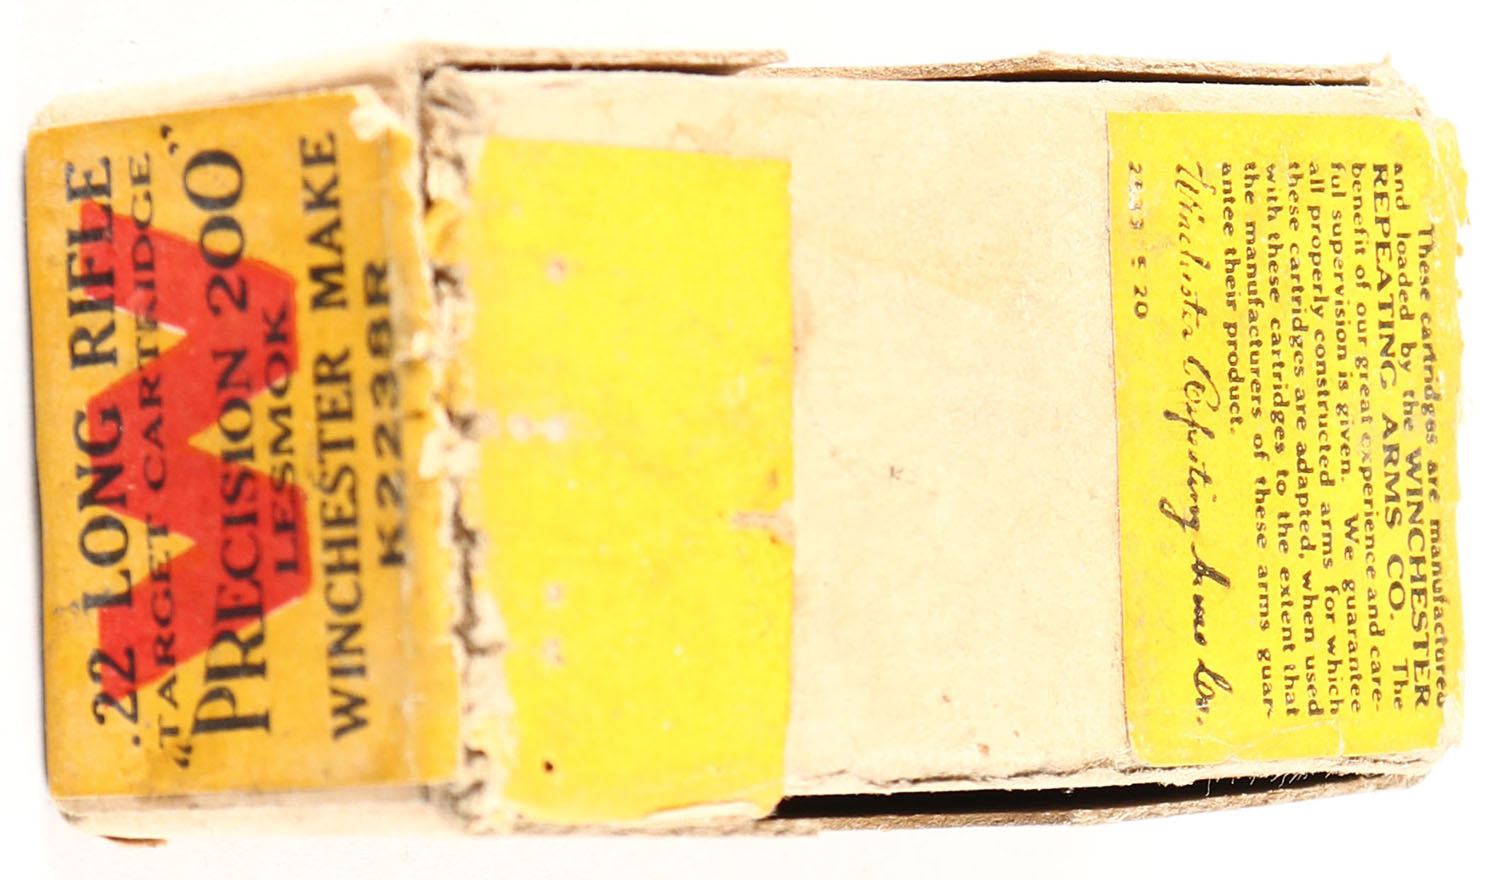 .22 LONG RIFLE
"TARGET CARTRIDGE"
"PRECISION 200"
LESMOK
WINCHESTER MAKE
K2238R
These cartridges are manufactured
and loaded by the WINCHESTER
REPEATING ARMS CO. The
benefit of our great experience and care-
ful supervision is given. We guarantee
all properly constructed arms for which
these cartridges are adapted, when used
with these cartridges to the extent that
the manufacturers of these arms guar-
antee their product.
Winchester Repeating Arms Co.
5 20